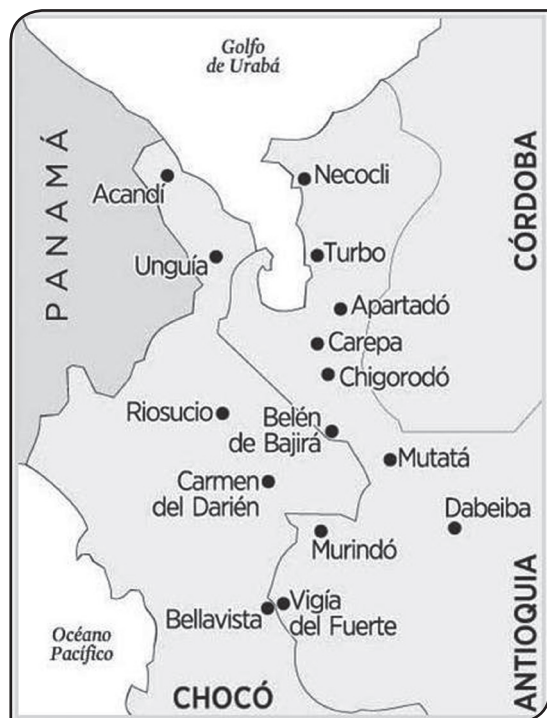 Golfo
de Urabá
PANAMÁ
CÓRDOBA
Acandí
Necocli
Unguía
Turbo
Apartadó
Carepa
Chigorodó
Riosucio
Belén
de Bajirá
Mutatá
Carmen
del Darién
Dabeiba
Murindó
Vigía
del Fuerte
Bellavista
Océano
Pacífico
CHOCÓ
ANTIOQUIA